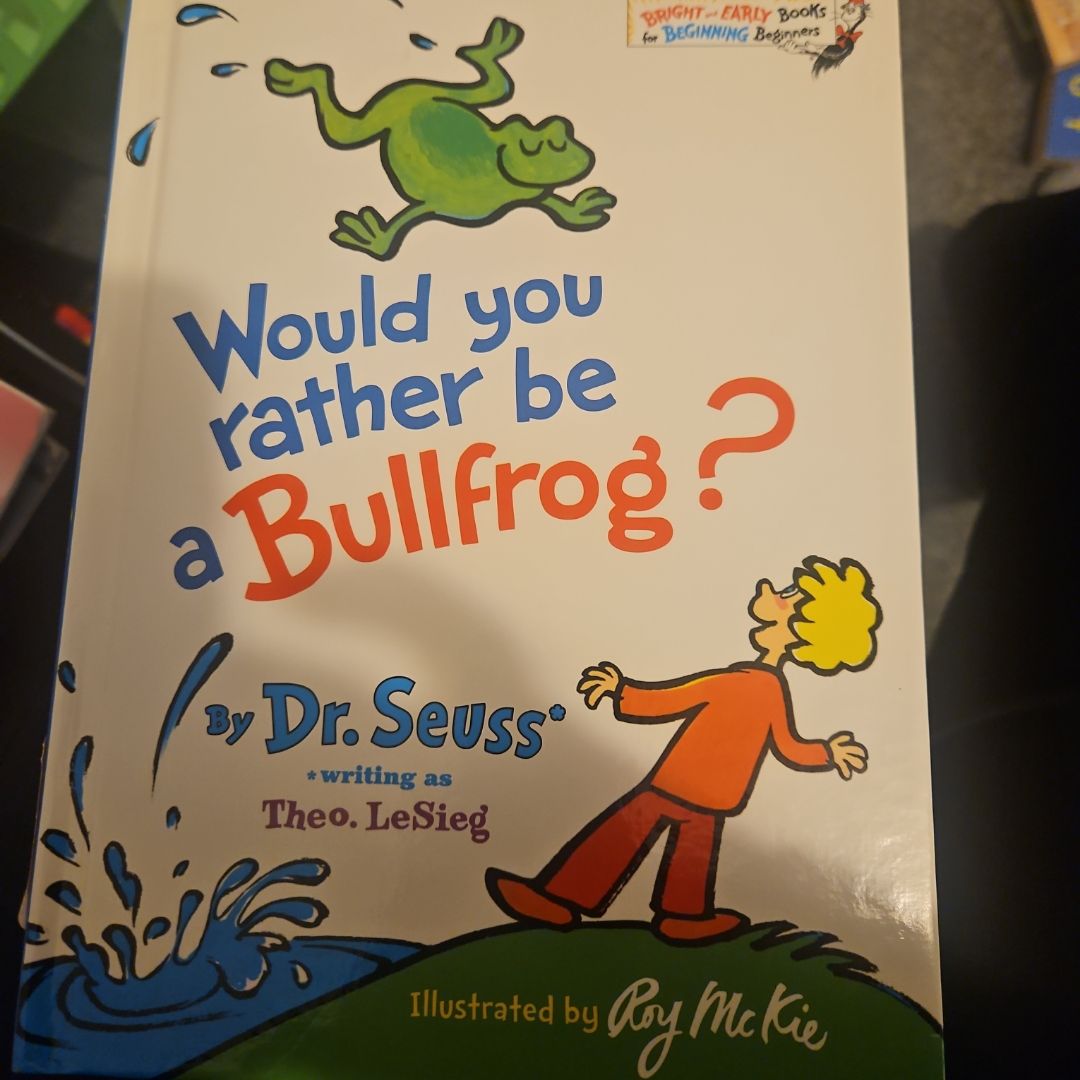 BRIGHT and EARLY Books
for BEGINNING Beginners
Would you
rather be
a Bullfrog?
By Dr. Seuss*
*writing as
Theo. LeSieg
Illustrated by Roy McKie